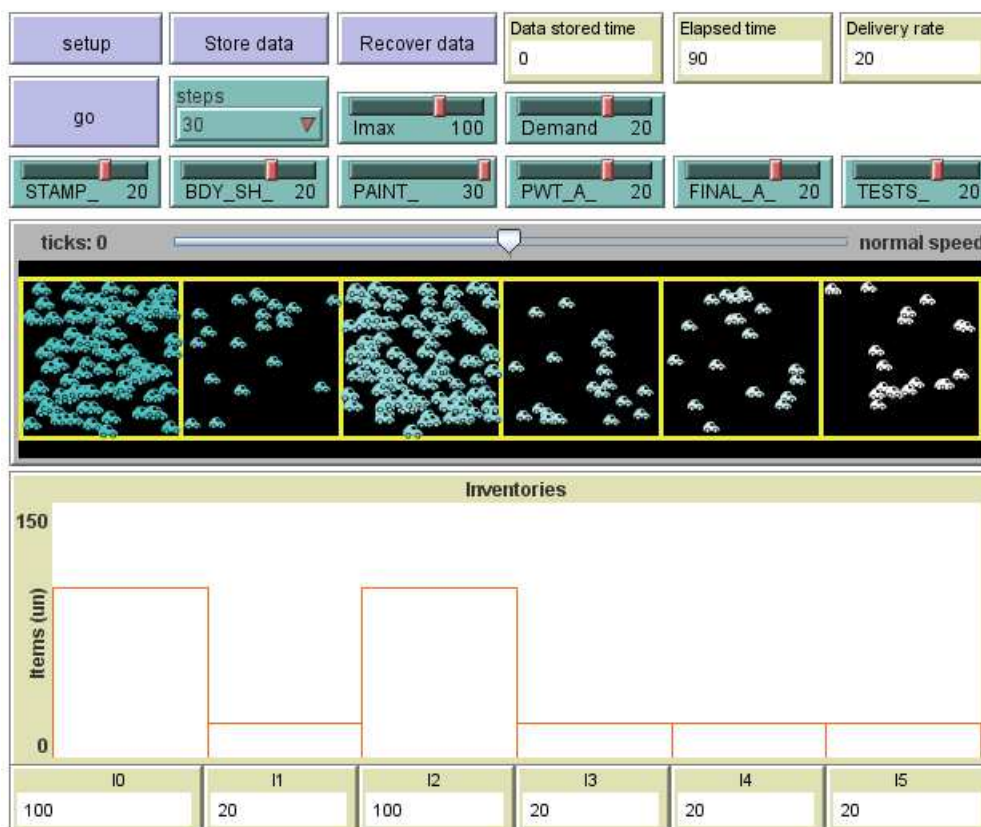 setup
Store data
Recover data
Data stored time
0
Elapsed time
90
Delivery rate
20
go
steps
30
Imax 100
Demand 20
STAMP_ 20
BDY_SH_ 20
PAINT_ 30
PWT_A_ 20
FINAL_A_ 20
TESTS_ 20
ticks: 0
normal speed
Inventories
150
Items (un)
0
I0
100
I1
20
I2
100
I3
20
I4
20
I5
20